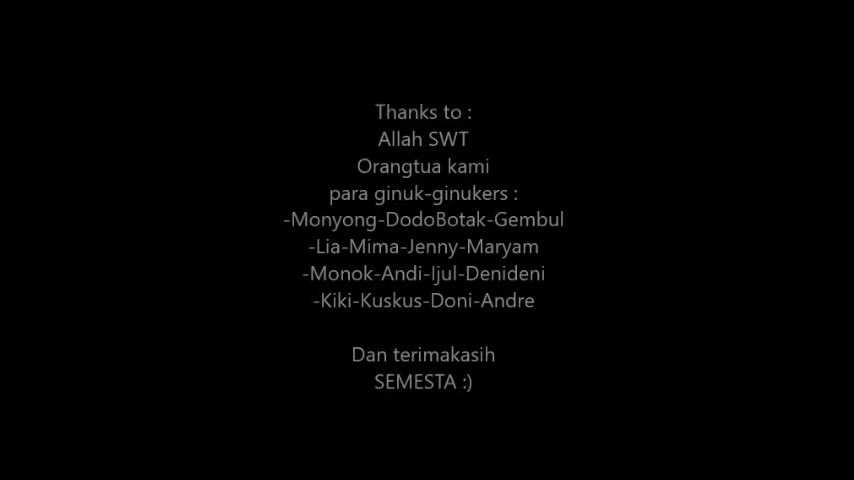 Thanks to :
Allah SWT
Orangtua kami
para ginuk-ginukers :
-Monyong-DodoBotak-Gembul
-Lia-Mima-Jenny-Maryam
-Monok-Andi-Ijul-Denideni
-Kiki-Kuskus-Doni-Andre
Dan terimakasih
SEMESTA :)